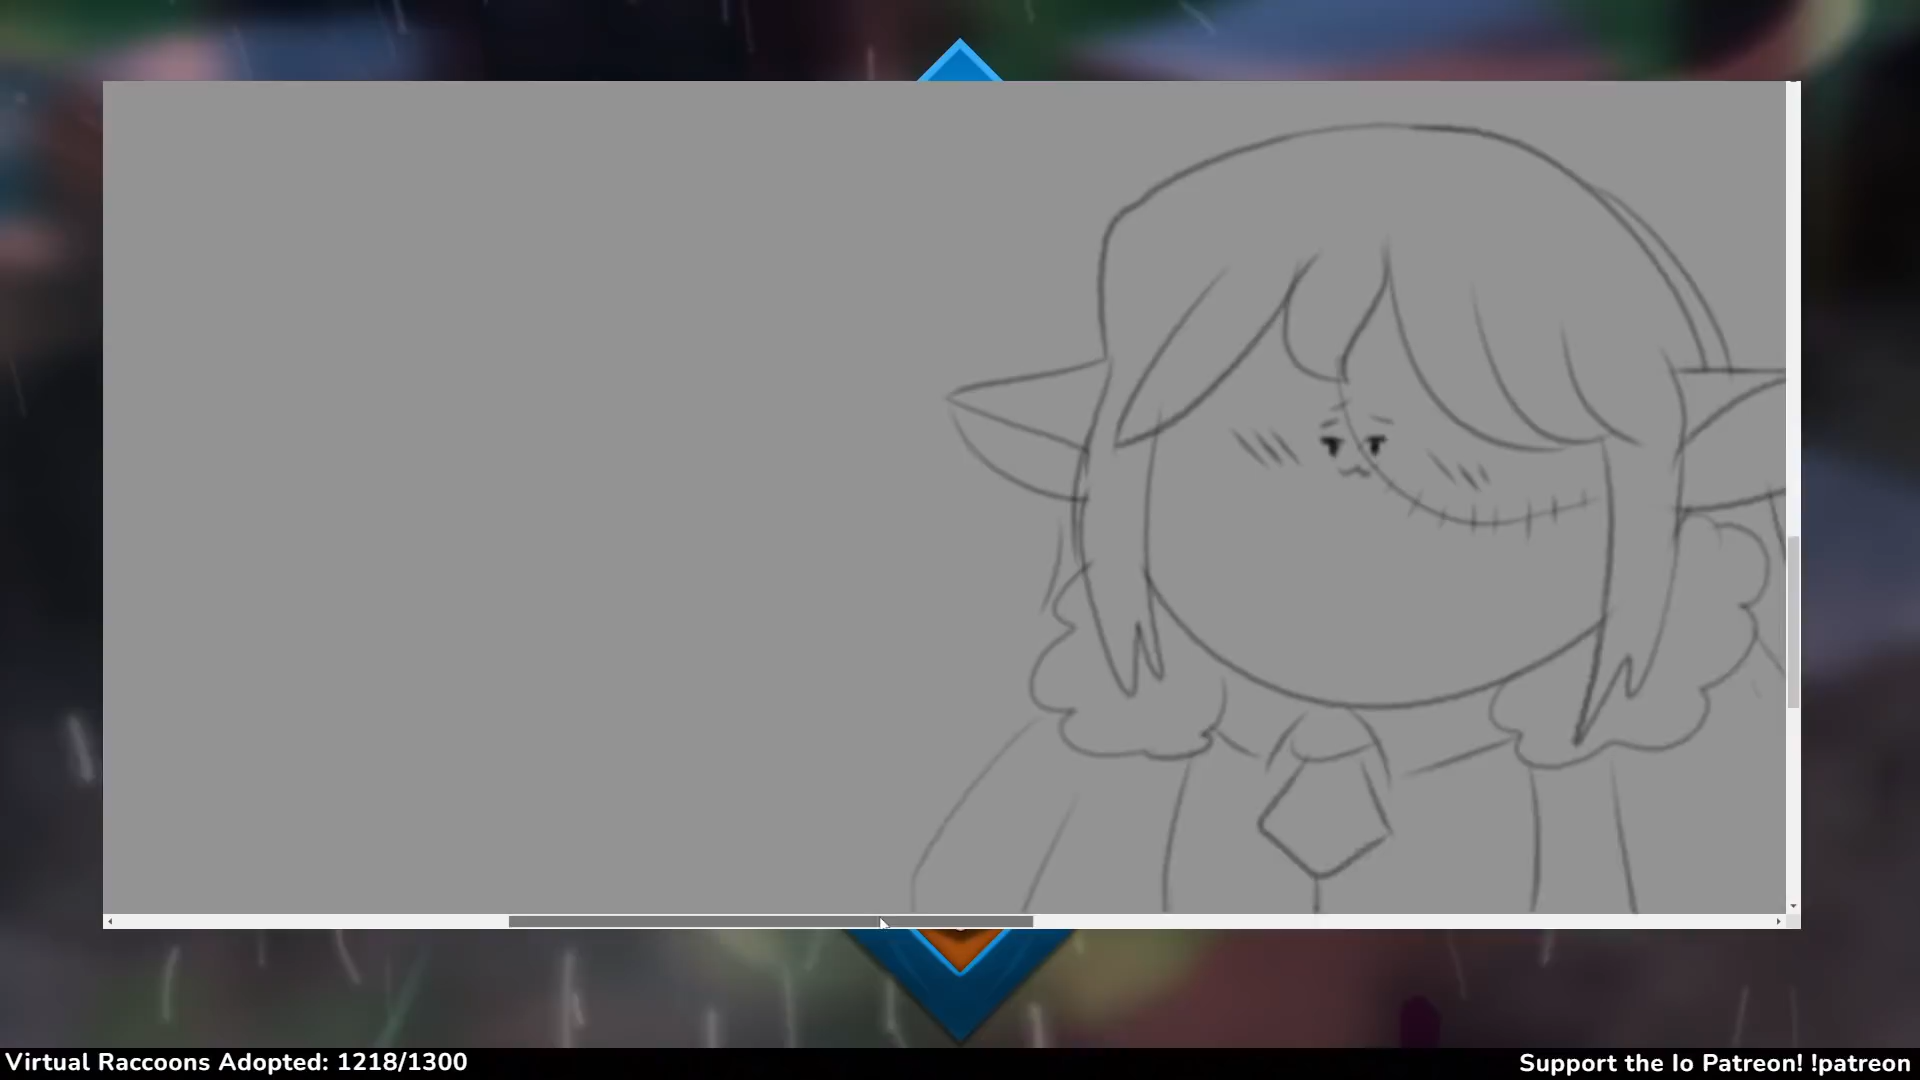 Virtual Raccoons Adopted: 1218/1300
Support the Io Patreon! !patreon